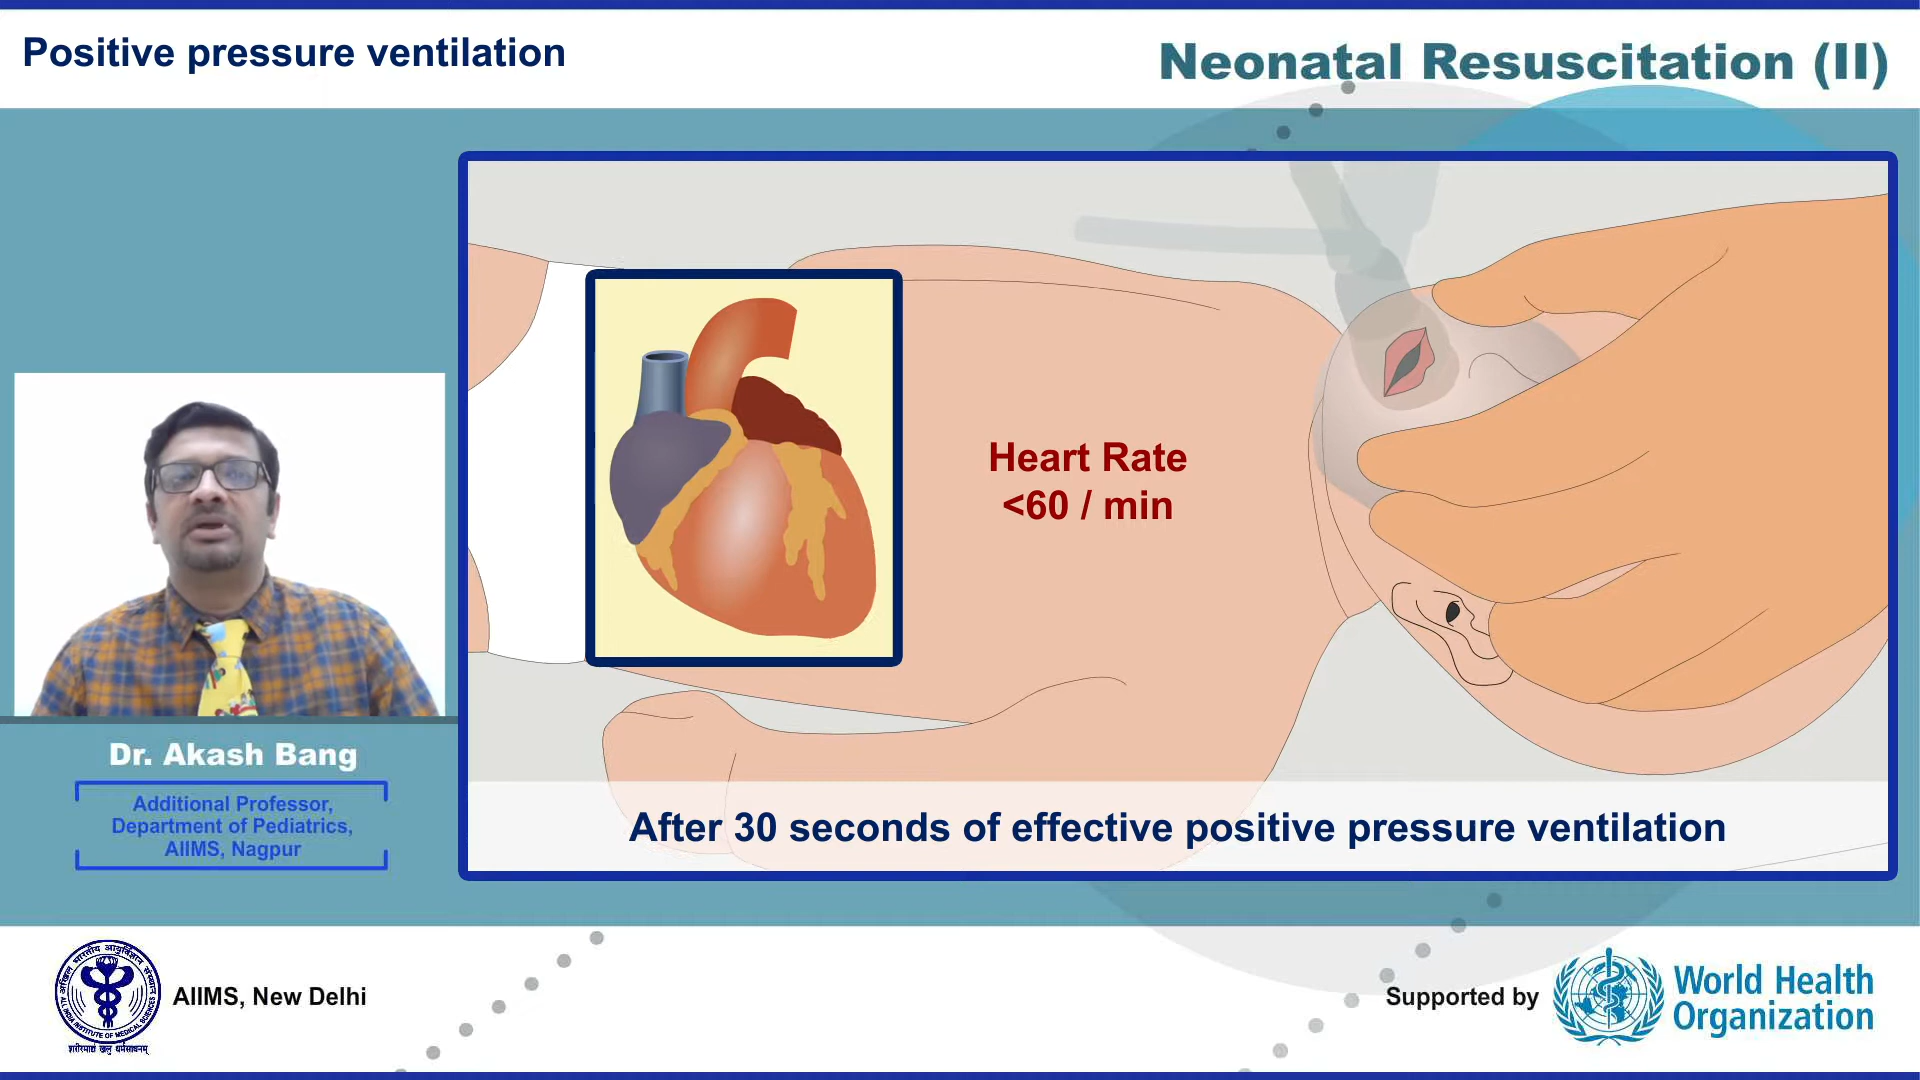 Positive pressure ventilation
Neonatal Resuscitation (II)
Heart Rate
<60 / min
After 30 seconds of effective positive pressure ventilation
Dr. Akash Bang
Additional Professor,
Department of Pediatrics,
AIIMS, Nagpur
AIIMS, New Delhi
Supported by
World Health
Organization